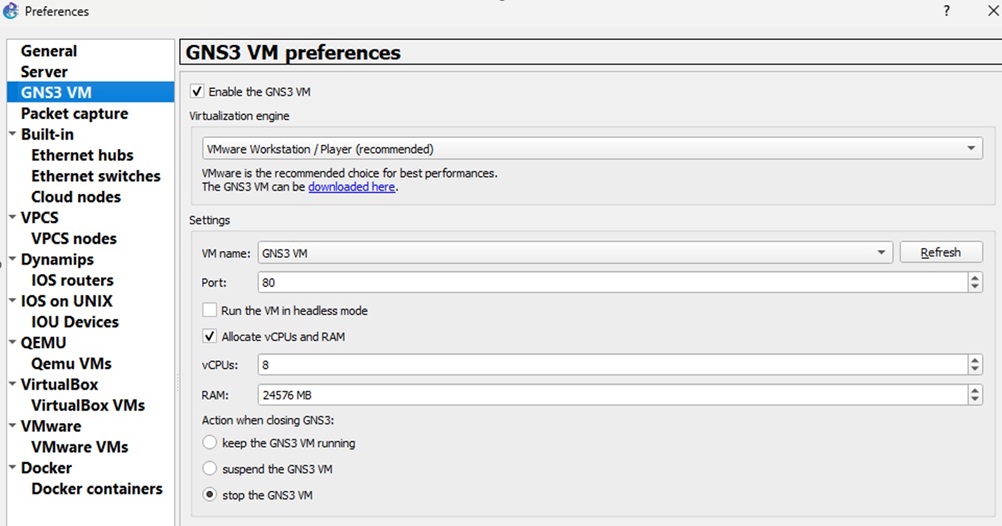 Preferences
?
General
Server
GNS3 VM
Packet capture
Built-in
Ethernet hubs
Ethernet switches
Cloud nodes
VPCS
VPCS nodes
Dynamips
IOS routers
IOS on UNIX
IOU Devices
QEMU
Qemu VMs
VirtualBox
VirtualBox VMs
VMware
VMware VMs
Docker
Docker containers
GNS3 VM preferences
Enable the GNS3 VM
Virtualization engine
VMware Workstation / Player (recommended)
VMware is the recommended choice for best performances.
The GNS3 VM can be downloaded here.
Settings
VM name: GNS3 VM Refresh
Port: 80
Run the VM in headless mode
Allocate vCPUs and RAM
vCPUs: 8
RAM: 24576 MB
Action when closing GNS3:
keep the GNS3 VM running
suspend the GNS3 VM
stop the GNS3 VM